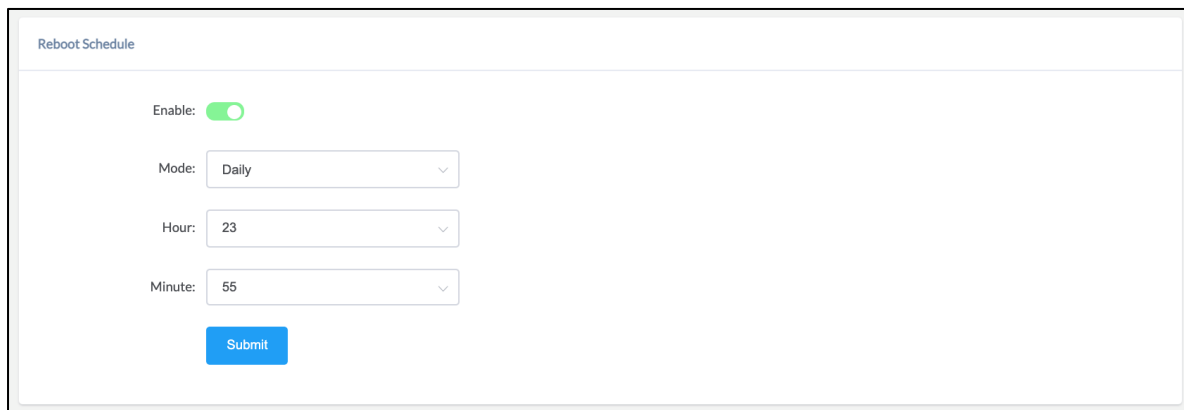 Reboot Schedule
Enable:
Mode: Daily
Hour: 23
Minute: 55
Submit